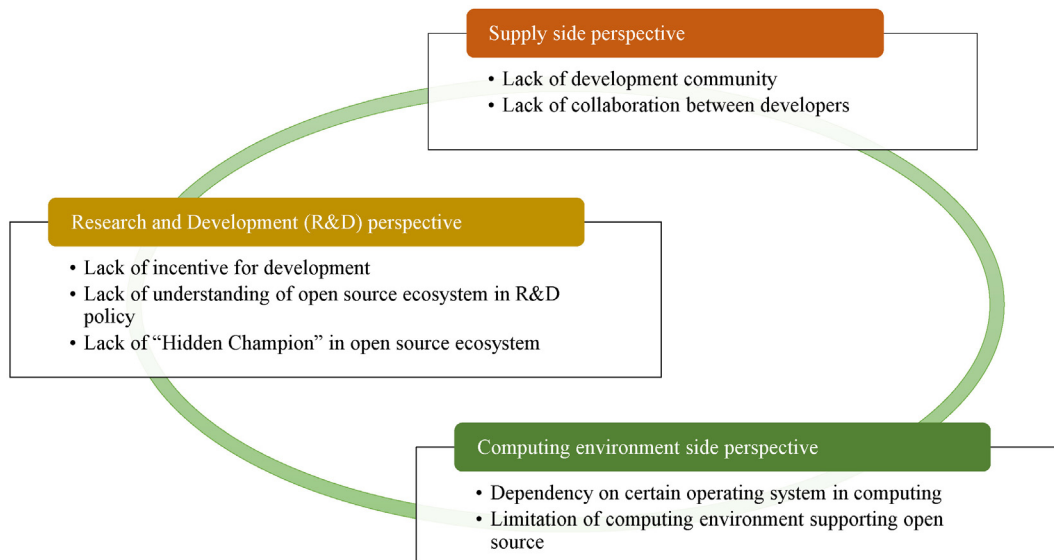 Supply side perspective
• Lack of development community
• Lack of collaboration between developers
Research and Development (R&D) perspective
• Lack of incentive for development
• Lack of understanding of open source ecosystem in R&D
policy
• Lack of “Hidden Champion” in open source ecosystem
Computing environment side perspective
• Dependency on certain operating system in computing
• Limitation of computing environment supporting open
source